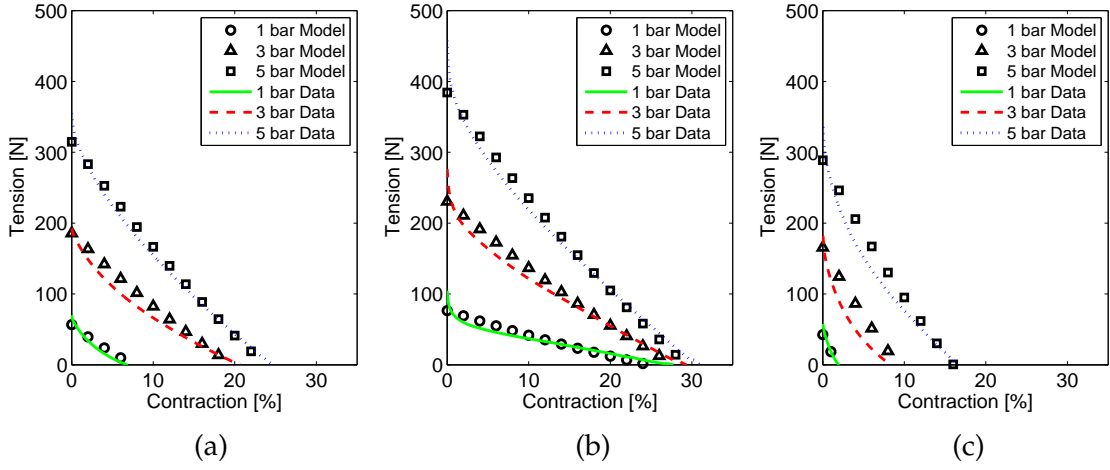 500
400
300
200
100
0
0 10 20 30
Tension [N]
Contraction [%]
1 bar Model
3 bar Model
5 bar Model
1 bar Data
3 bar Data
5 bar Data
(a)
500
400
300
200
100
0
0 10 20 30
Tension [N]
Contraction [%]
1 bar Model
3 bar Model
5 bar Model
1 bar Data
3 bar Data
5 bar Data
(b)
500
400
300
200
100
0
0 10 20 30
Tension [N]
Contraction [%]
1 bar Model
3 bar Model
5 bar Model
1 bar Data
3 bar Data
5 bar Data
(c)